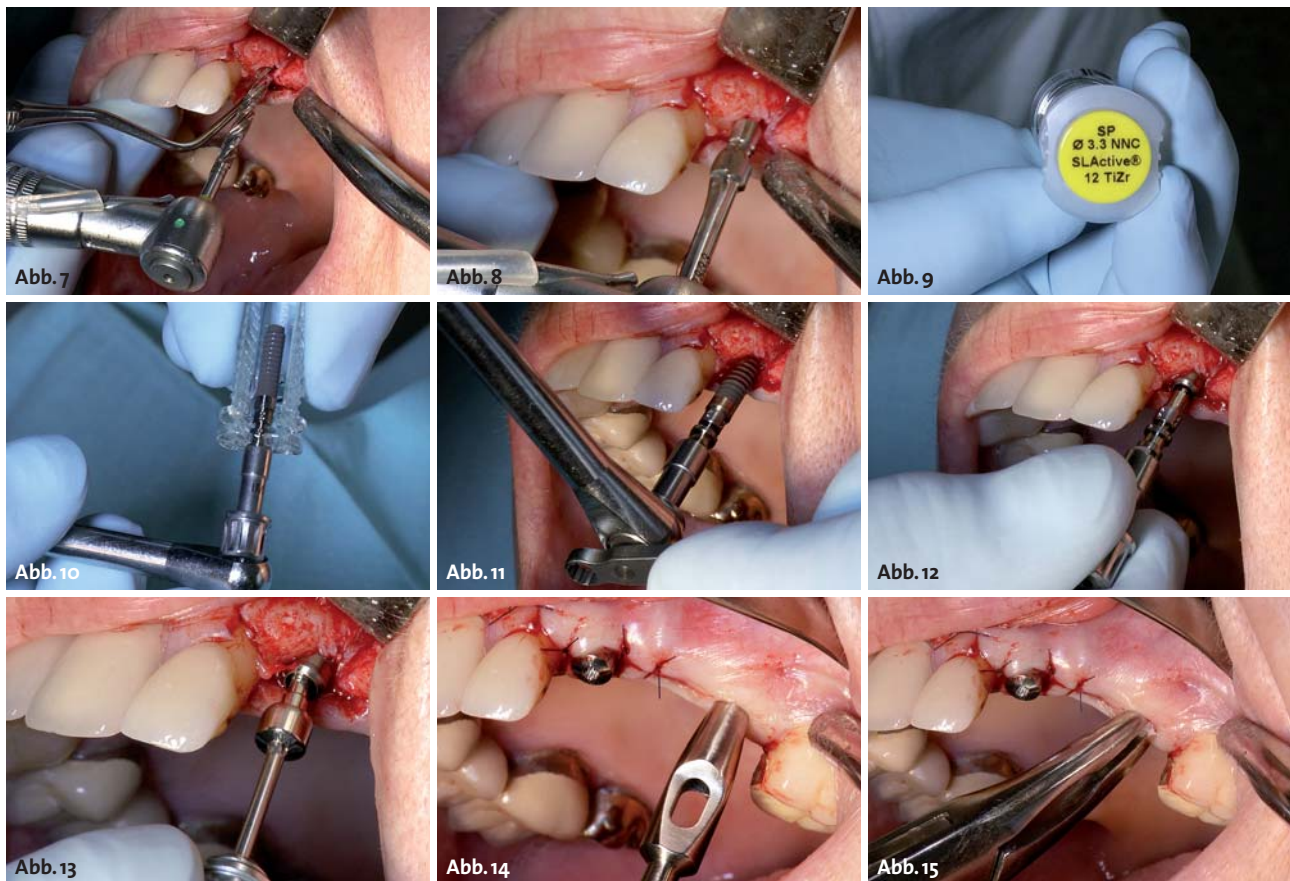 Abb. 7
Abb. 8
Abb. 9
SP
Ø 3.3 NNC
SLActive®
12 TiZr
Abb. 10
Abb. 11
Abb. 12
Abb. 13
Abb. 14
Abb. 15